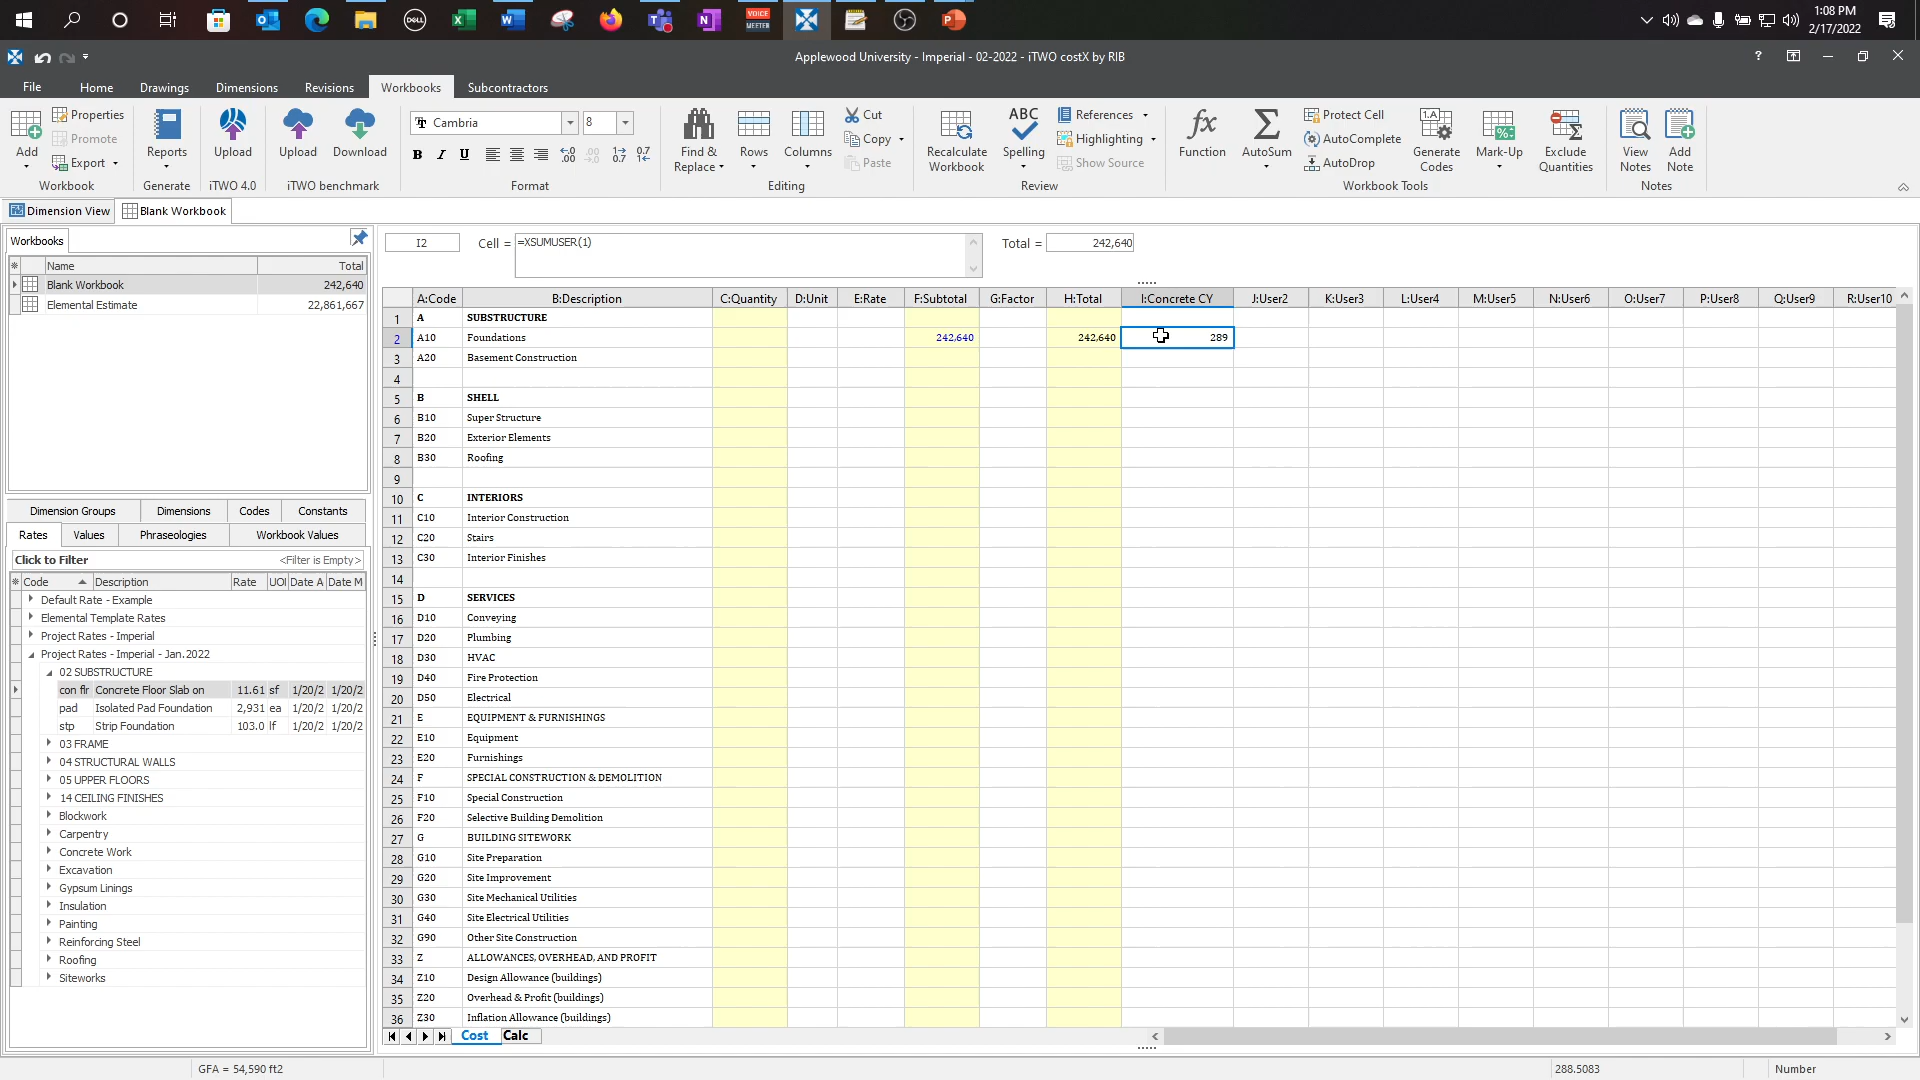 DELL
VOICE
MEETER
1:08 PM
2/17/2022
Applewood University - Imperial - 02-2022 - iTWO costX by RIB
File
Home
Drawings
Dimensions
Revisions
Workbooks
Subcontractors
Add
Properties
Promote
Export
Workbook
Reports
Generate
Upload
iTWO 4.0
Upload
Download
iTWO benchmark
Cambria
8
B
I
U
Format
Find &
Replace
Rows
Columns
Cut
Copy
Paste
Editing
Recalculate
Workbook
ABC
Spelling
References
Highlighting
Show Source
Review
fx
Function
AutoSum
Protect Cell
AutoComplete
AutoDrop
Generate
Codes
Mark-Up
Exclude
Quantities
Workbook Tools
View
Notes
Add
Note
Notes
Dimension View
Blank Workbook
Workbooks
Name Total
Blank Workbook 242,640
Elemental Estimate 22,861,667
Dimension Groups Dimensions Codes Constants
Rates Values Phraseologies Workbook Values
Click to Filter <Filter is Empty>
Code Description Rate UOI Date A Date M
Default Rate - Example
Elemental Template Rates
Project Rates - Imperial
Project Rates - Imperial - Jan.2022
02 SUBSTRUCTURE
con flr Concrete Floor Slab on 11.61 sf 1/20/2 1/20/2
pad Isolated Pad Foundation 2,931 ea 1/20/2 1/20/2
stp Strip Foundation 103.0 lf 1/20/2 1/20/2
03 FRAME
04 STRUCTURAL WALLS
05 UPPER FLOORS
14 CEILING FINISHES
Blockwork
Carpentry
Concrete Work
Excavation
Gypsum Linings
Insulation
Painting
Reinforcing Steel
Roofing
Siteworks
I2 Cell = =XSUMUSER(1) Total = 242,640
A:Code B:Description C:Quantity D:Unit E:Rate F:Subtotal G:Factor H:Total I:Concrete CY J:User2 K:User3 L:User4 M:User5 N:User6 O:User7 P:User8 Q:User9 R:User10
1 A SUBSTRUCTURE
2 A10 Foundations 242,640 242,640 289
3 A20 Basement Construction
4
5 B SHELL
6 B10 Super Structure
7 B20 Exterior Elements
8 B30 Roofing
9
10 C INTERIORS
11 C10 Interior Construction
12 C20 Stairs
13 C30 Interior Finishes
14
15 D SERVICES
16 D10 Conveying
17 D20 Plumbing
18 D30 HVAC
19 D40 Fire Protection
20 D50 Electrical
21 E EQUIPMENT & FURNISHINGS
22 E10 Equipment
23 E20 Furnishings
24 F SPECIAL CONSTRUCTION & DEMOLITION
25 F10 Special Construction
26 F20 Selective Building Demolition
27 G BUILDING SITEWORK
28 G10 Site Preparation
29 G20 Site Improvement
30 G30 Site Mechanical Utilities
31 G40 Site Electrical Utilities
32 G90 Other Site Construction
33 Z ALLOWANCES, OVERHEAD, AND PROFIT
34 Z10 Design Allowance (buildings)
35 Z20 Overhead & Profit (buildings)
36 Z30 Inflation Allowance (buildings)
Cost Calc
GFA = 54,590 ft2
288.5083
Number